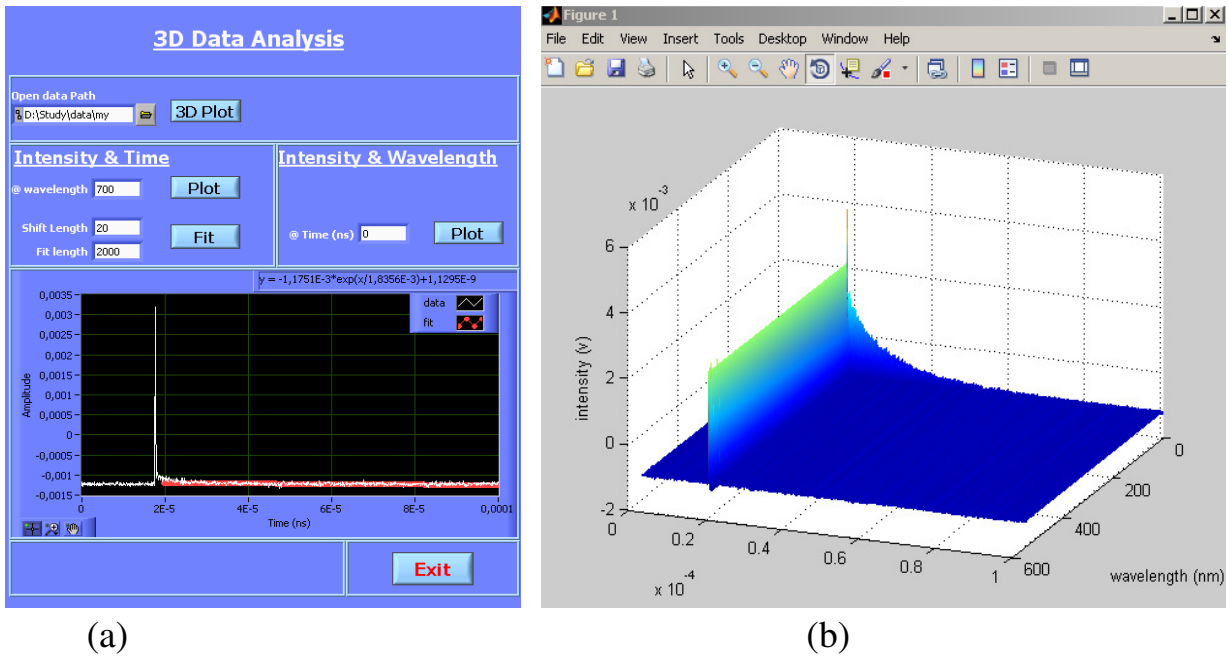 3D Data Analysis
Open data Path
D:\Study\data\my
3D Plot
Intensity & Time
@ wavelength 700
Plot
Shift Length 20
Fit length 2000
Fit
Intensity & Wavelength
@ Time (ns) 0
Plot
y = -1,1751E-3*exp(x/1,8356E-3)+1,1295E-9
data
fit
Amplitude
0,0035
0,003
0,0025
0,002
0,0015
0,001
0,0005
0
-0,0005
-0,001
-0,0015
0 2E-5 4E-5 6E-5 8E-5 0,0001
Time (ns)
Exit
(a)
Figure 1
File Edit View Insert Tools Desktop Window Help
x 10^-3
intensity (v)
6
4
2
0
-2
0 0.2 0.4 0.6 0.8 1
x 10^-4
600 400 200 0
wavelength (nm)
(b)